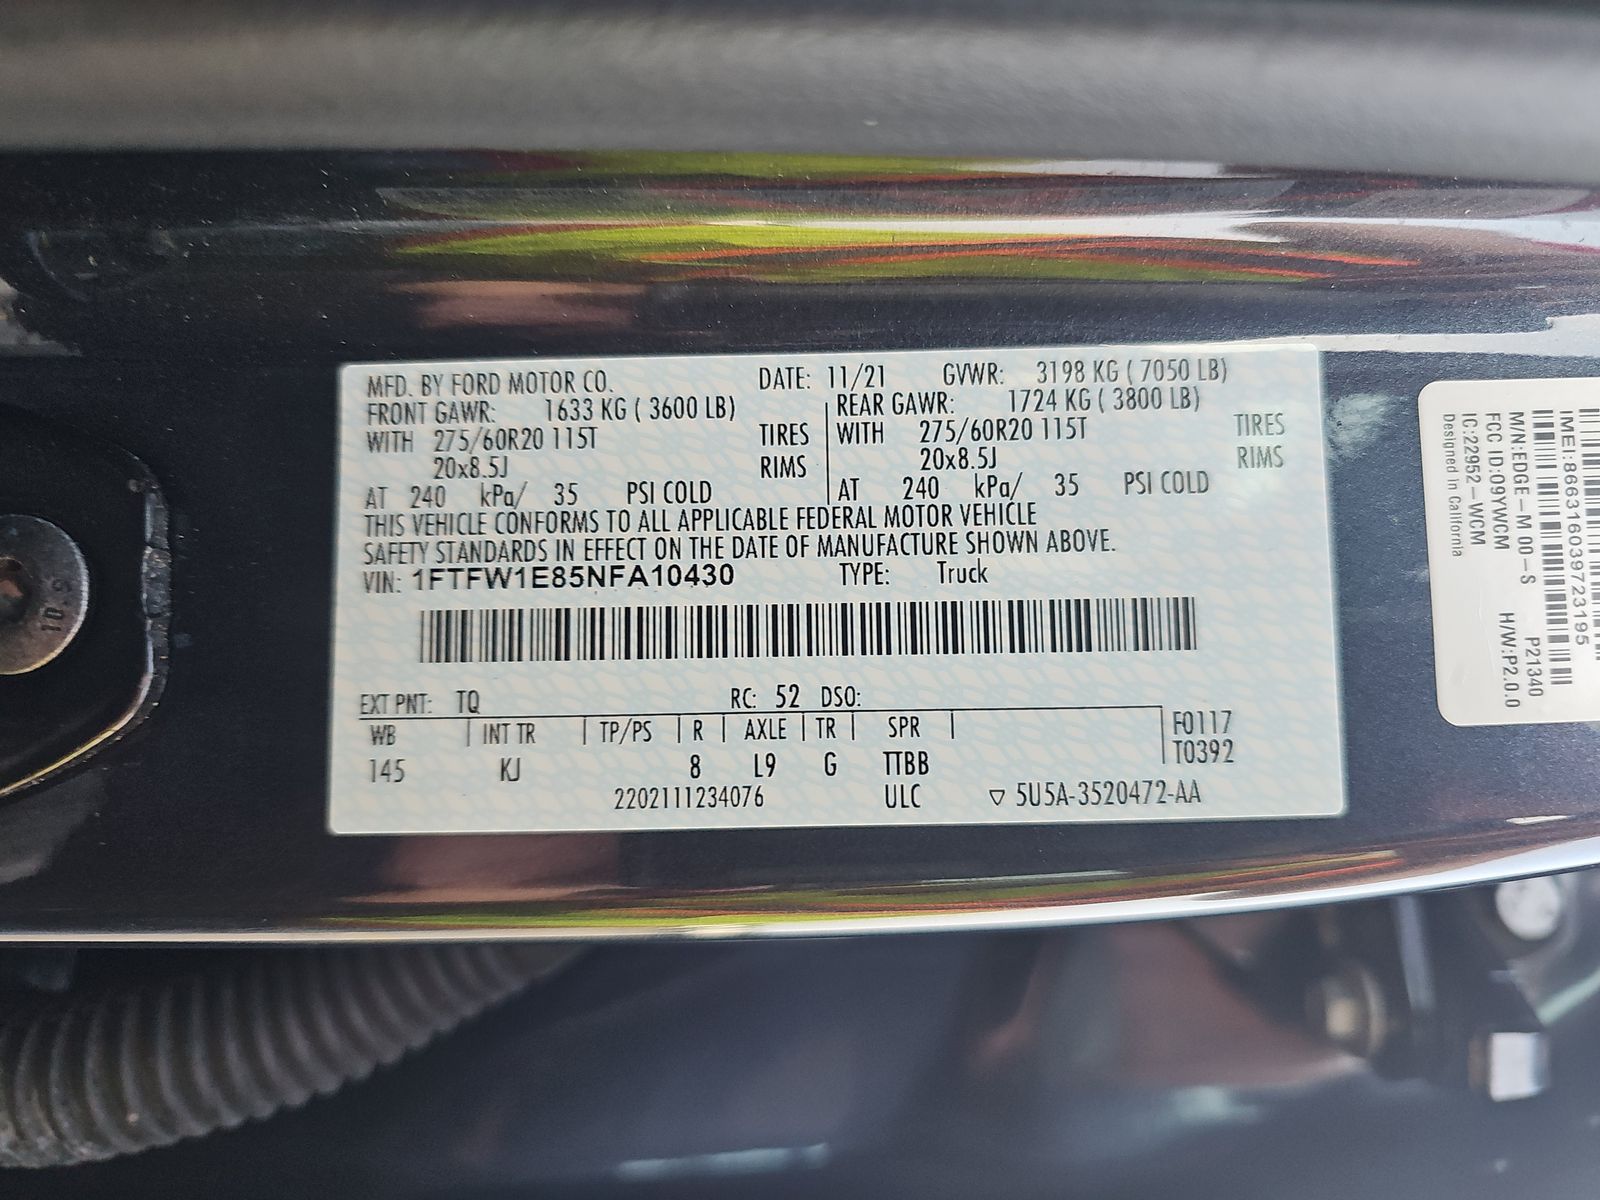 MFD. BY FORD MOTOR CO. DATE: 11/21 GVWR: 3198 KG ( 7050 LB)
FRONT GAWR: 1633 KG ( 3600 LB) REAR GAWR: 1724 KG ( 3800 LB)
WITH 275/60R20 115T TIRES WITH 275/60R20 115T TIRES
20x8.5J RIMS 20x8.5J RIMS
AT 240 kPa/ 35 PSI COLD AT 240 kPa/ 35 PSI COLD
THIS VEHICLE CONFORMS TO ALL APPLICABLE FEDERAL MOTOR VEHICLE
SAFETY STANDARDS IN EFFECT ON THE DATE OF MANUFACTURE SHOWN ABOVE.
VIN: 1FTFW1E85NFA10430 TYPE: Truck
EXT PNT: TQ RC: 52 DSO:
WB INT TR TP/PS R AXLE TR SPR F0117
T0392
145 KJ 8 L9 G TTBB
2202111234076 ULC ▽ 5U5A-3520472-AA
IMEI:866316039723195
P21340
M/N:EDGE-M 00-S H/W:P2.0.0
FCC ID:09YWCM
IC:22952-WCM
Designed in California
10.9